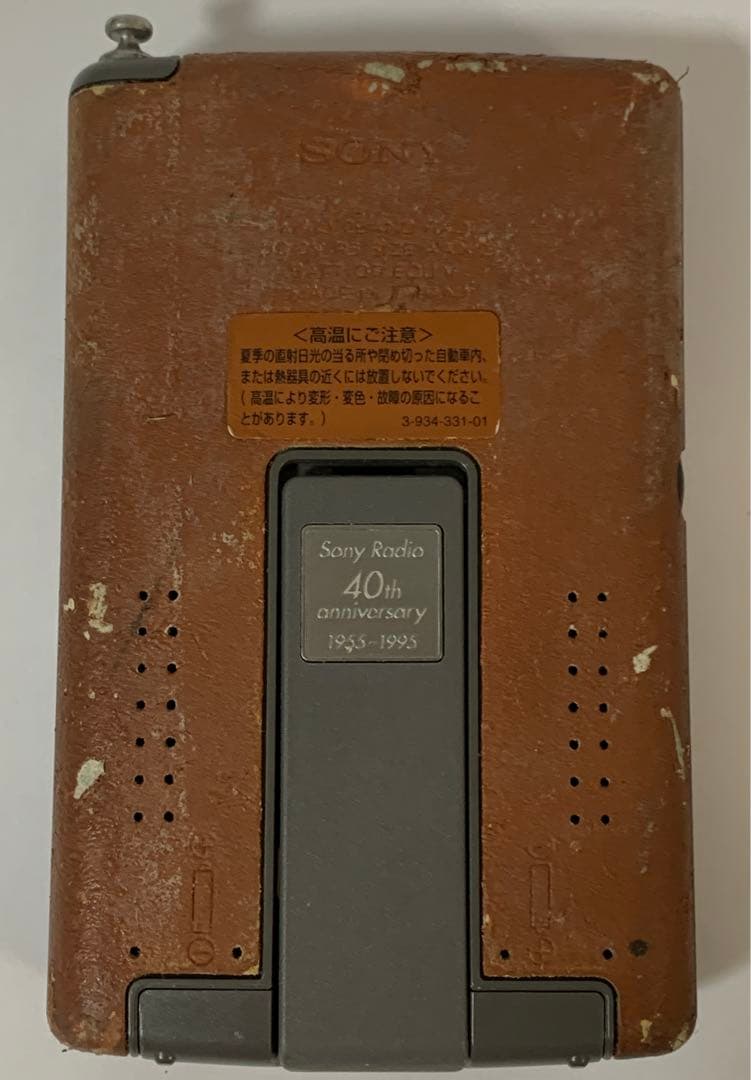 SONY
<高温にご注意>
夏季の直射日光の当る所や閉め切った自動車内、
または熱器具の近くには放置しないでください。
(高温により変形・変色・故障の原因になるこ
とがあります。)
3-934-331-01
Sony Radio
40th
anniversary
1955-1995